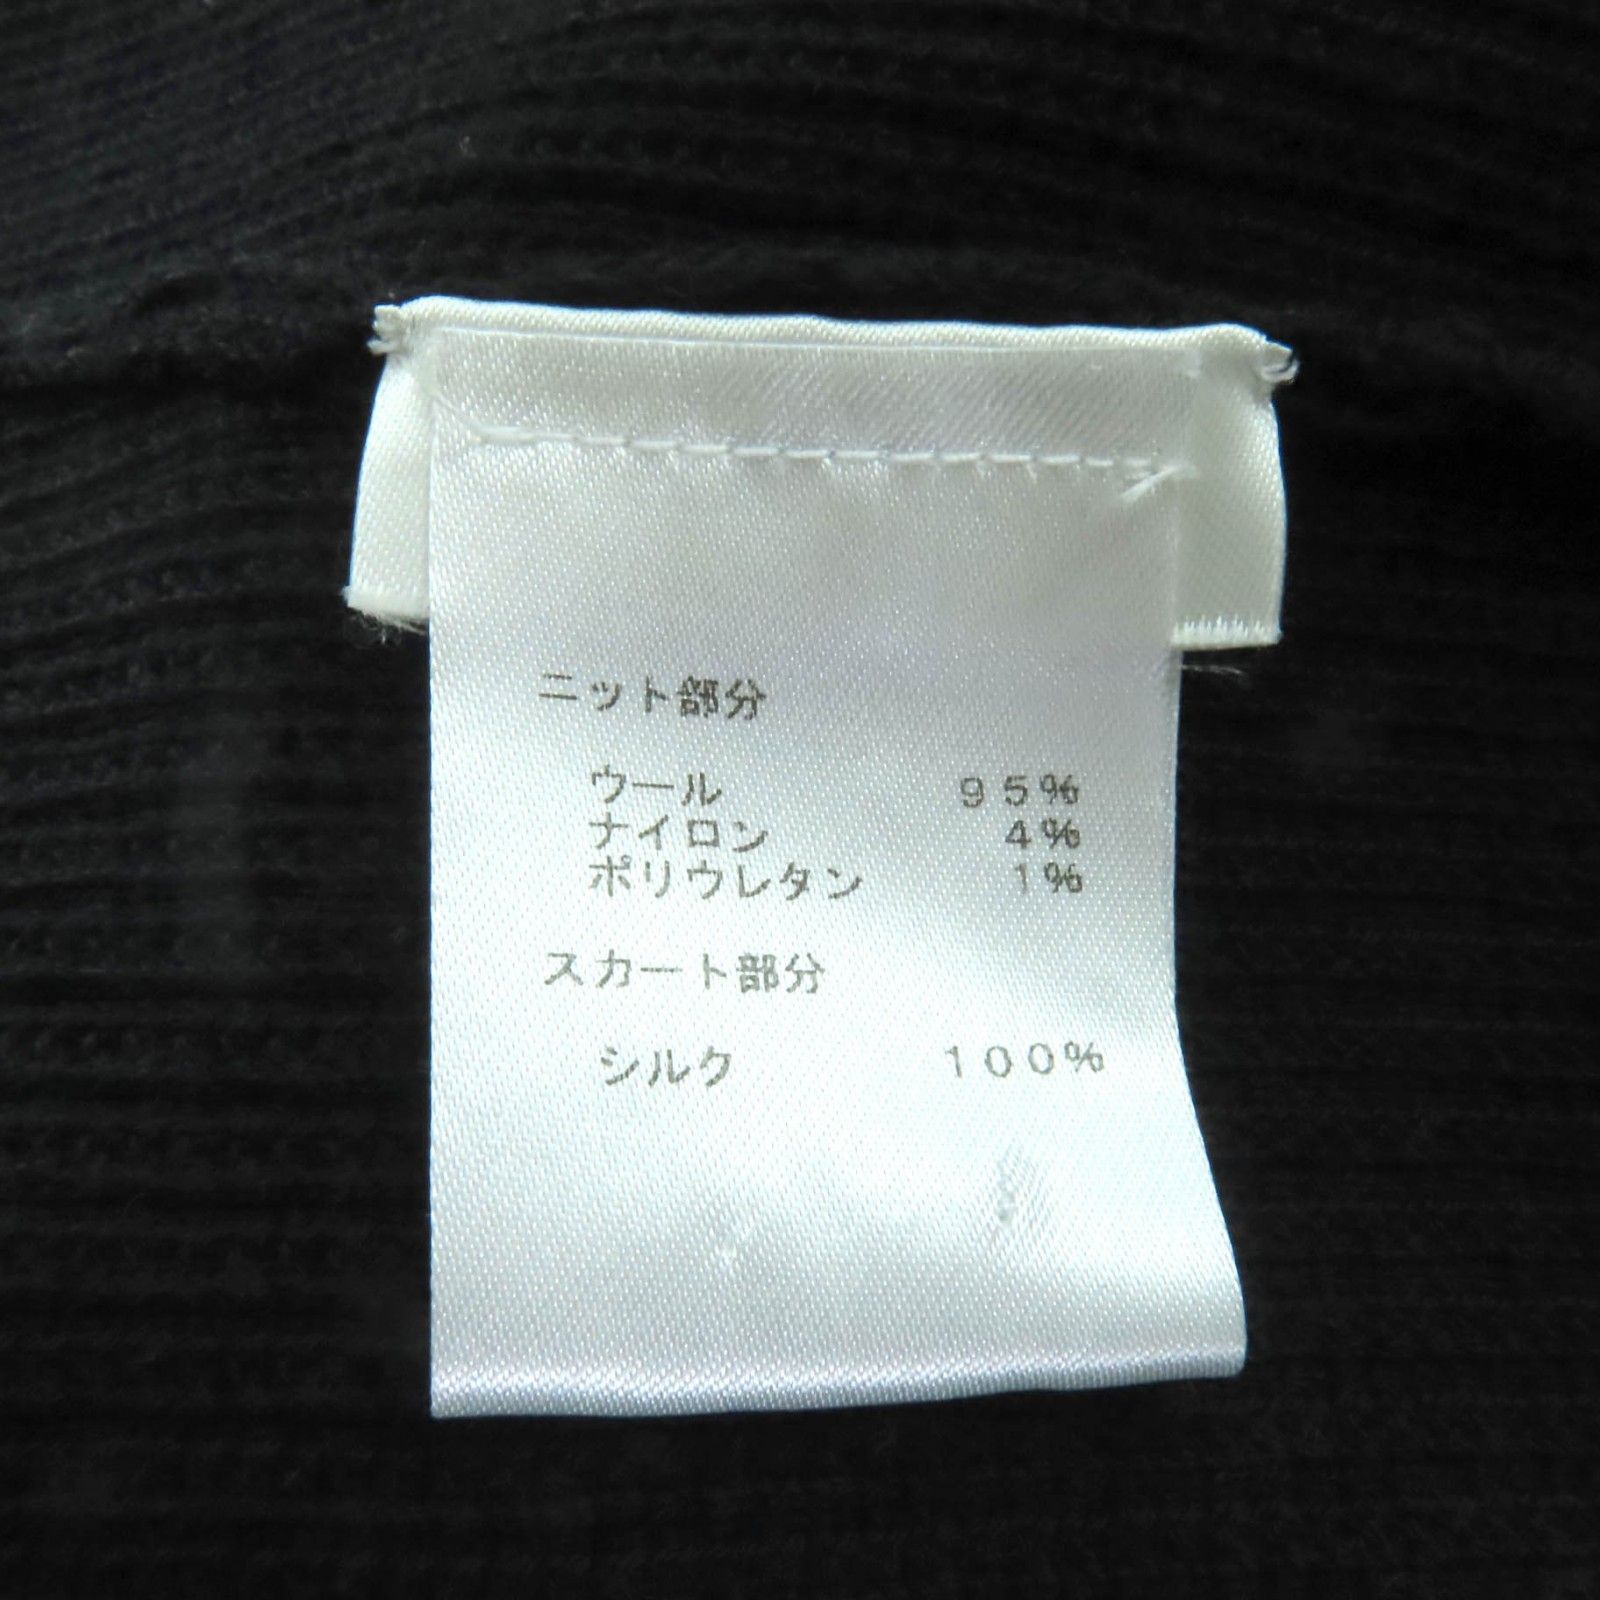 ニット部分
ウール 95%
ナイロン 4%
ポリウレタン 1%
スカート部分
シルク 100%